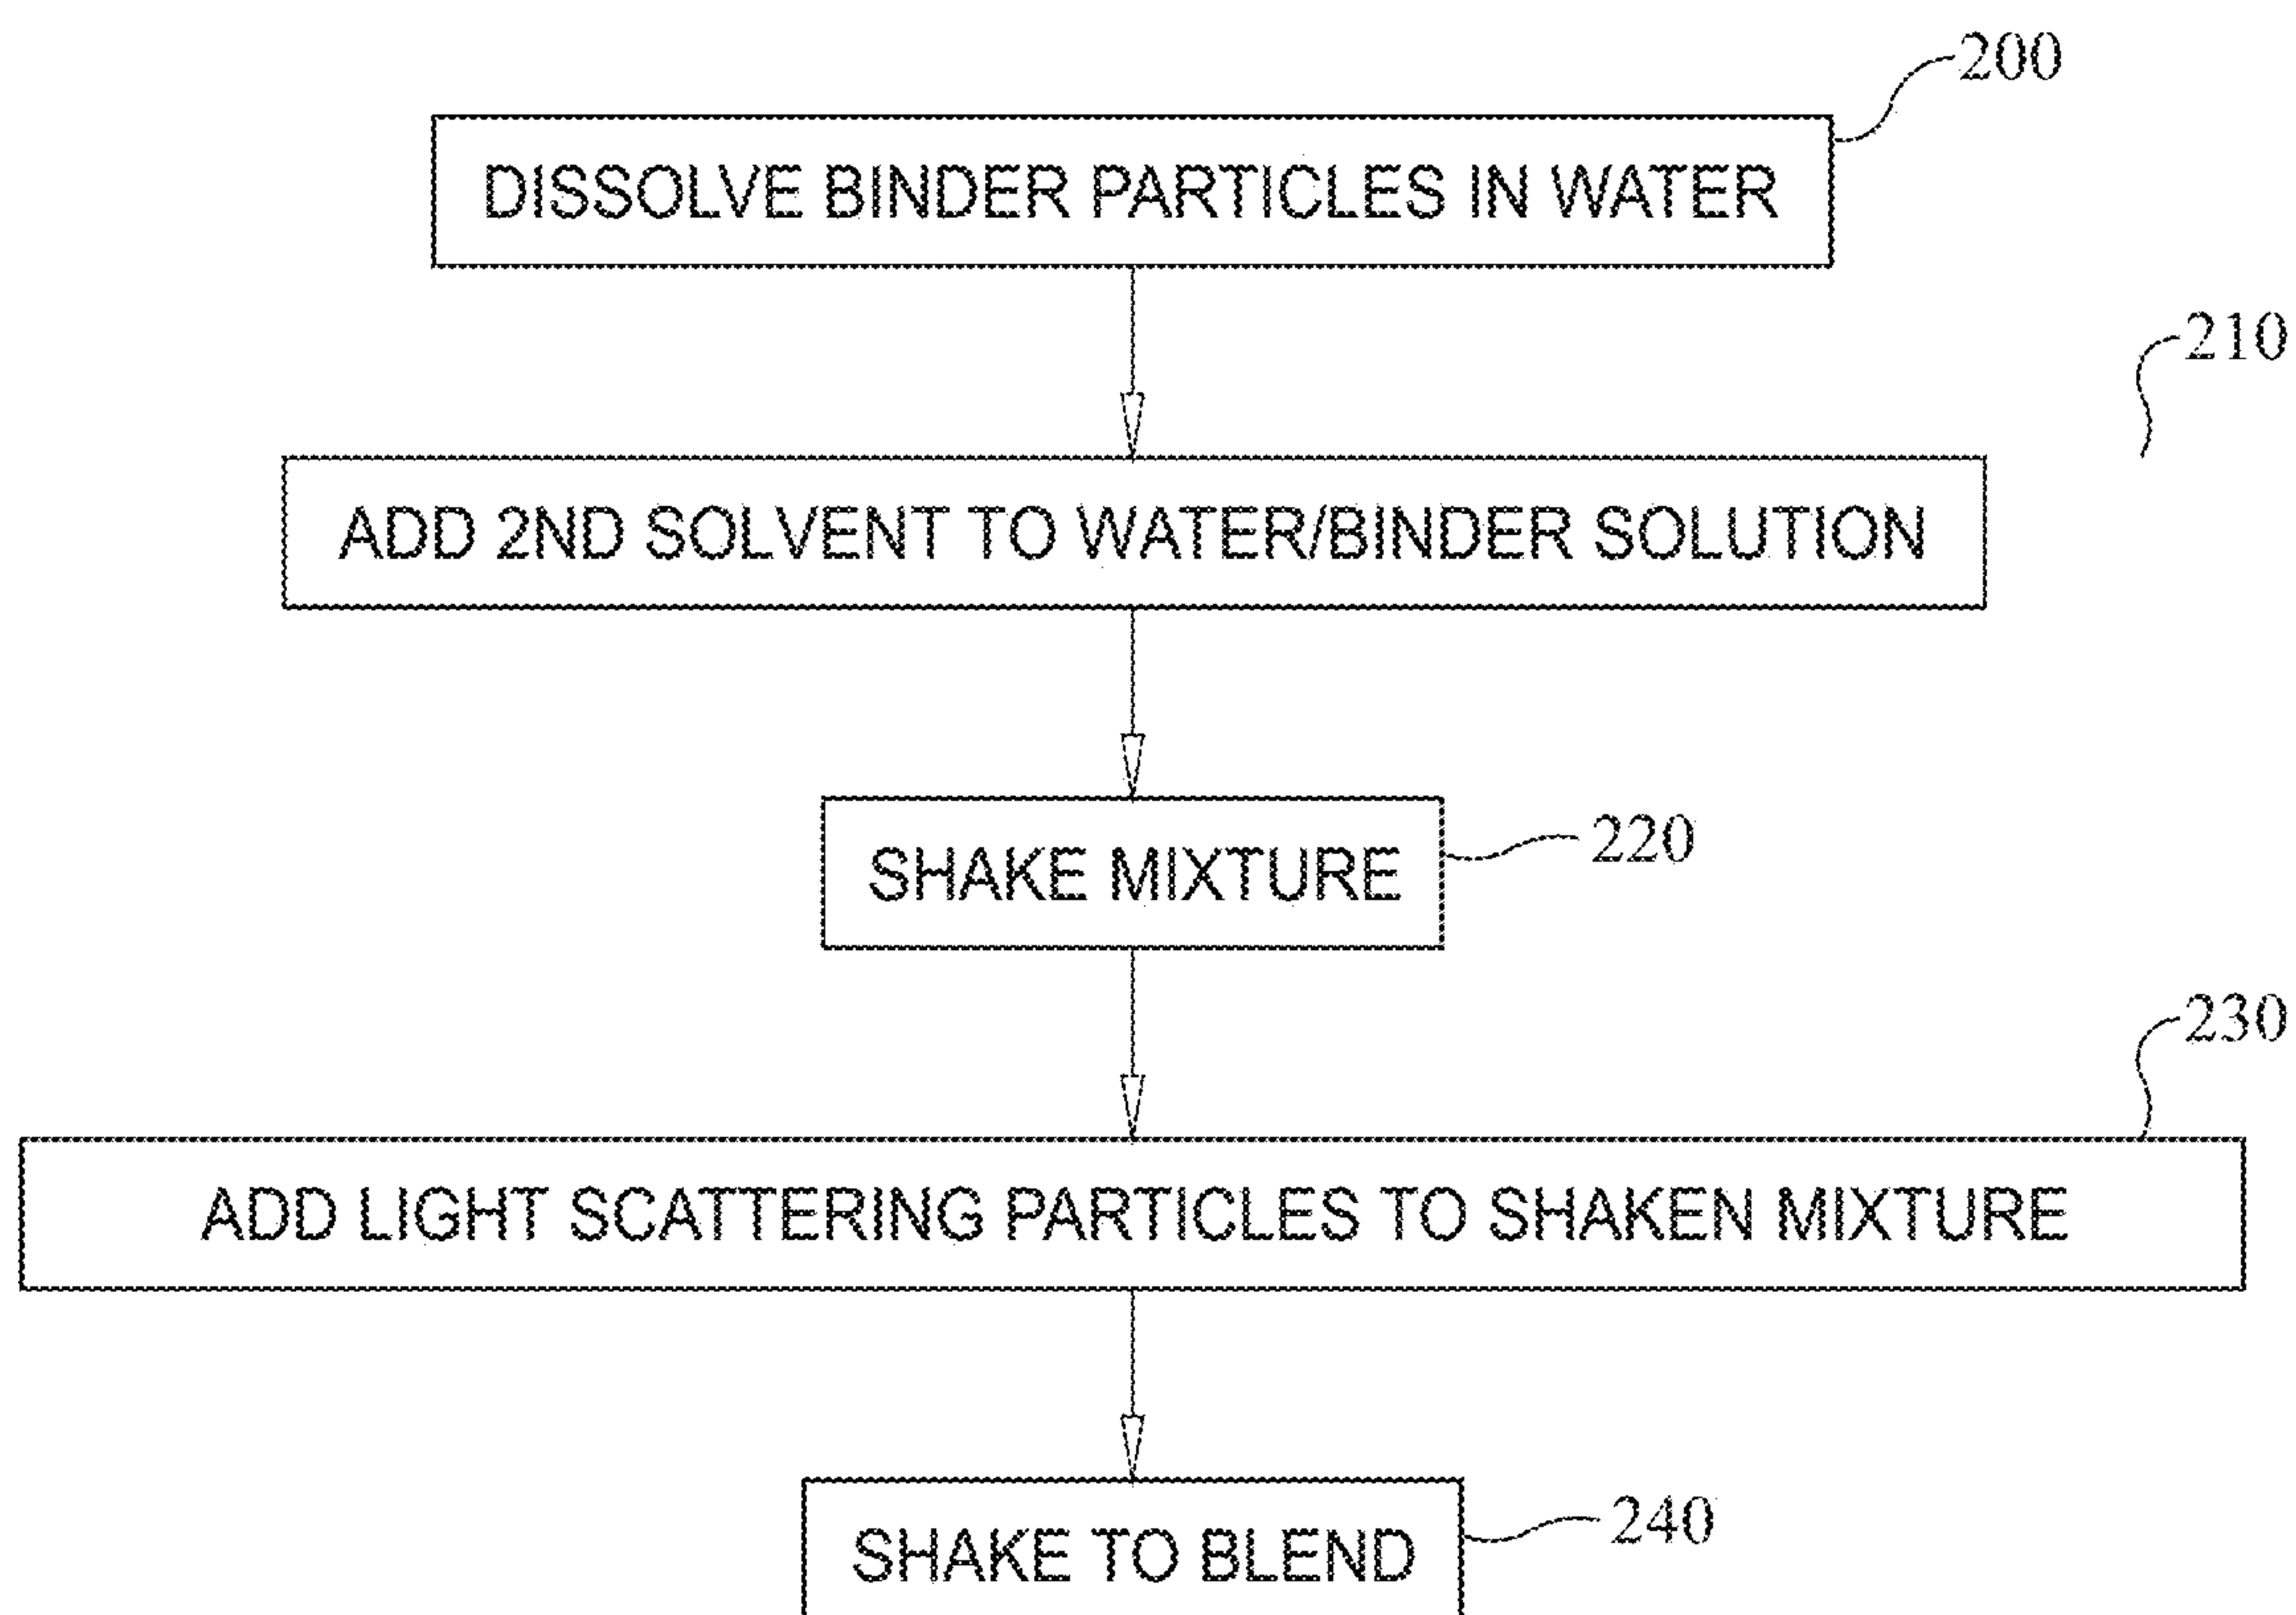 200
DISSOLVE BINDER PARTICLES IN WATER
210
ADD 2ND SOLVENT TO WATER/BINDER SOLUTION
220
SHAKE MIXTURE
230
ADD LIGHT SCATTERING PARTICLES TO SHAKEN MIXTURE
240
SHAKE TO BLEND